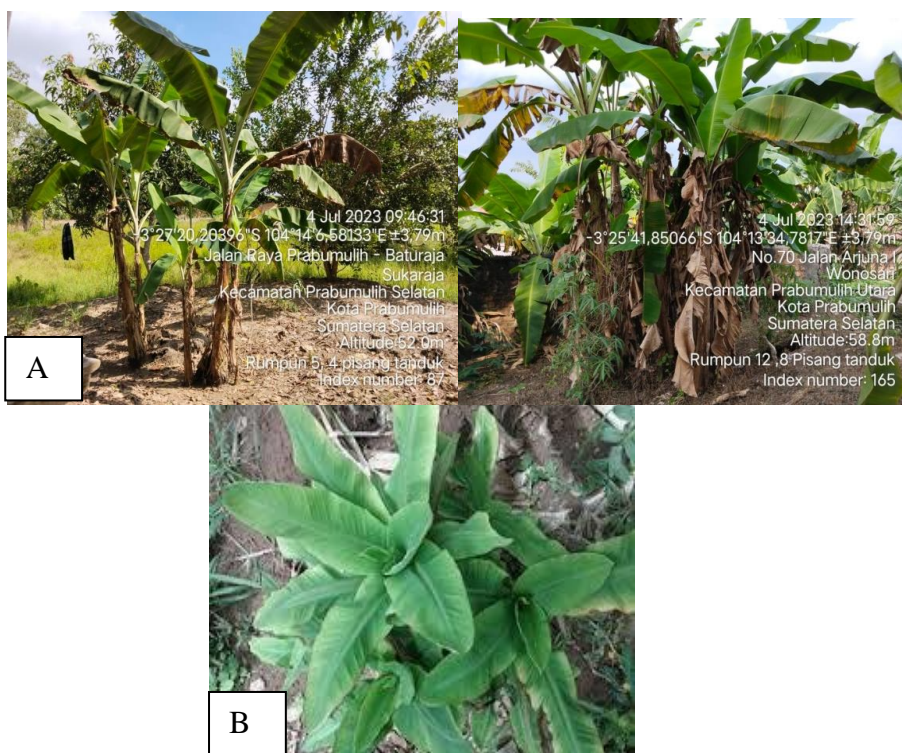 4 Jul 2023 09:46:31
-3°27'20,20396"S 104°14'6,58133"E ±3,79m
Jalan Raya Prabumulih - Baturaja
Sukaraja
Kecamatan Prabumulih Selatan
Kota Prabumulih
Sumatera Selatan
Altitude:52.0m
Rumpun 5, 4 pisang tanduk
Index number: 87
A
4 Jul 2023 14:31:59
-3°25'41,85066"S 104°13'34,7817"E ±3,79m
No.70 Jalan Arjuna I
Wonosari
Kecamatan Prabumulih Utara
Kota Prabumulih
Sumatera Selatan
Altitude:58.8m
Rumpun 12 ,8 Pisang tanduk
Index number: 165
B